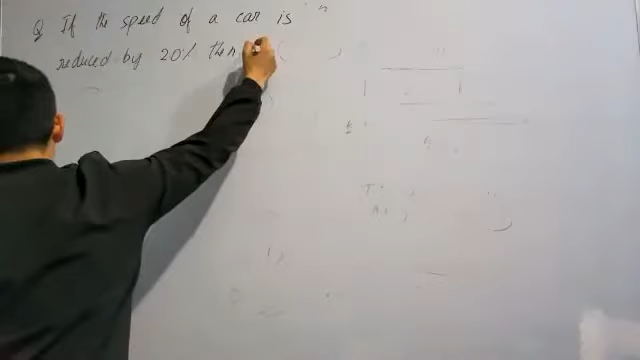 Q If the speed of a car is
reduced by 20% then